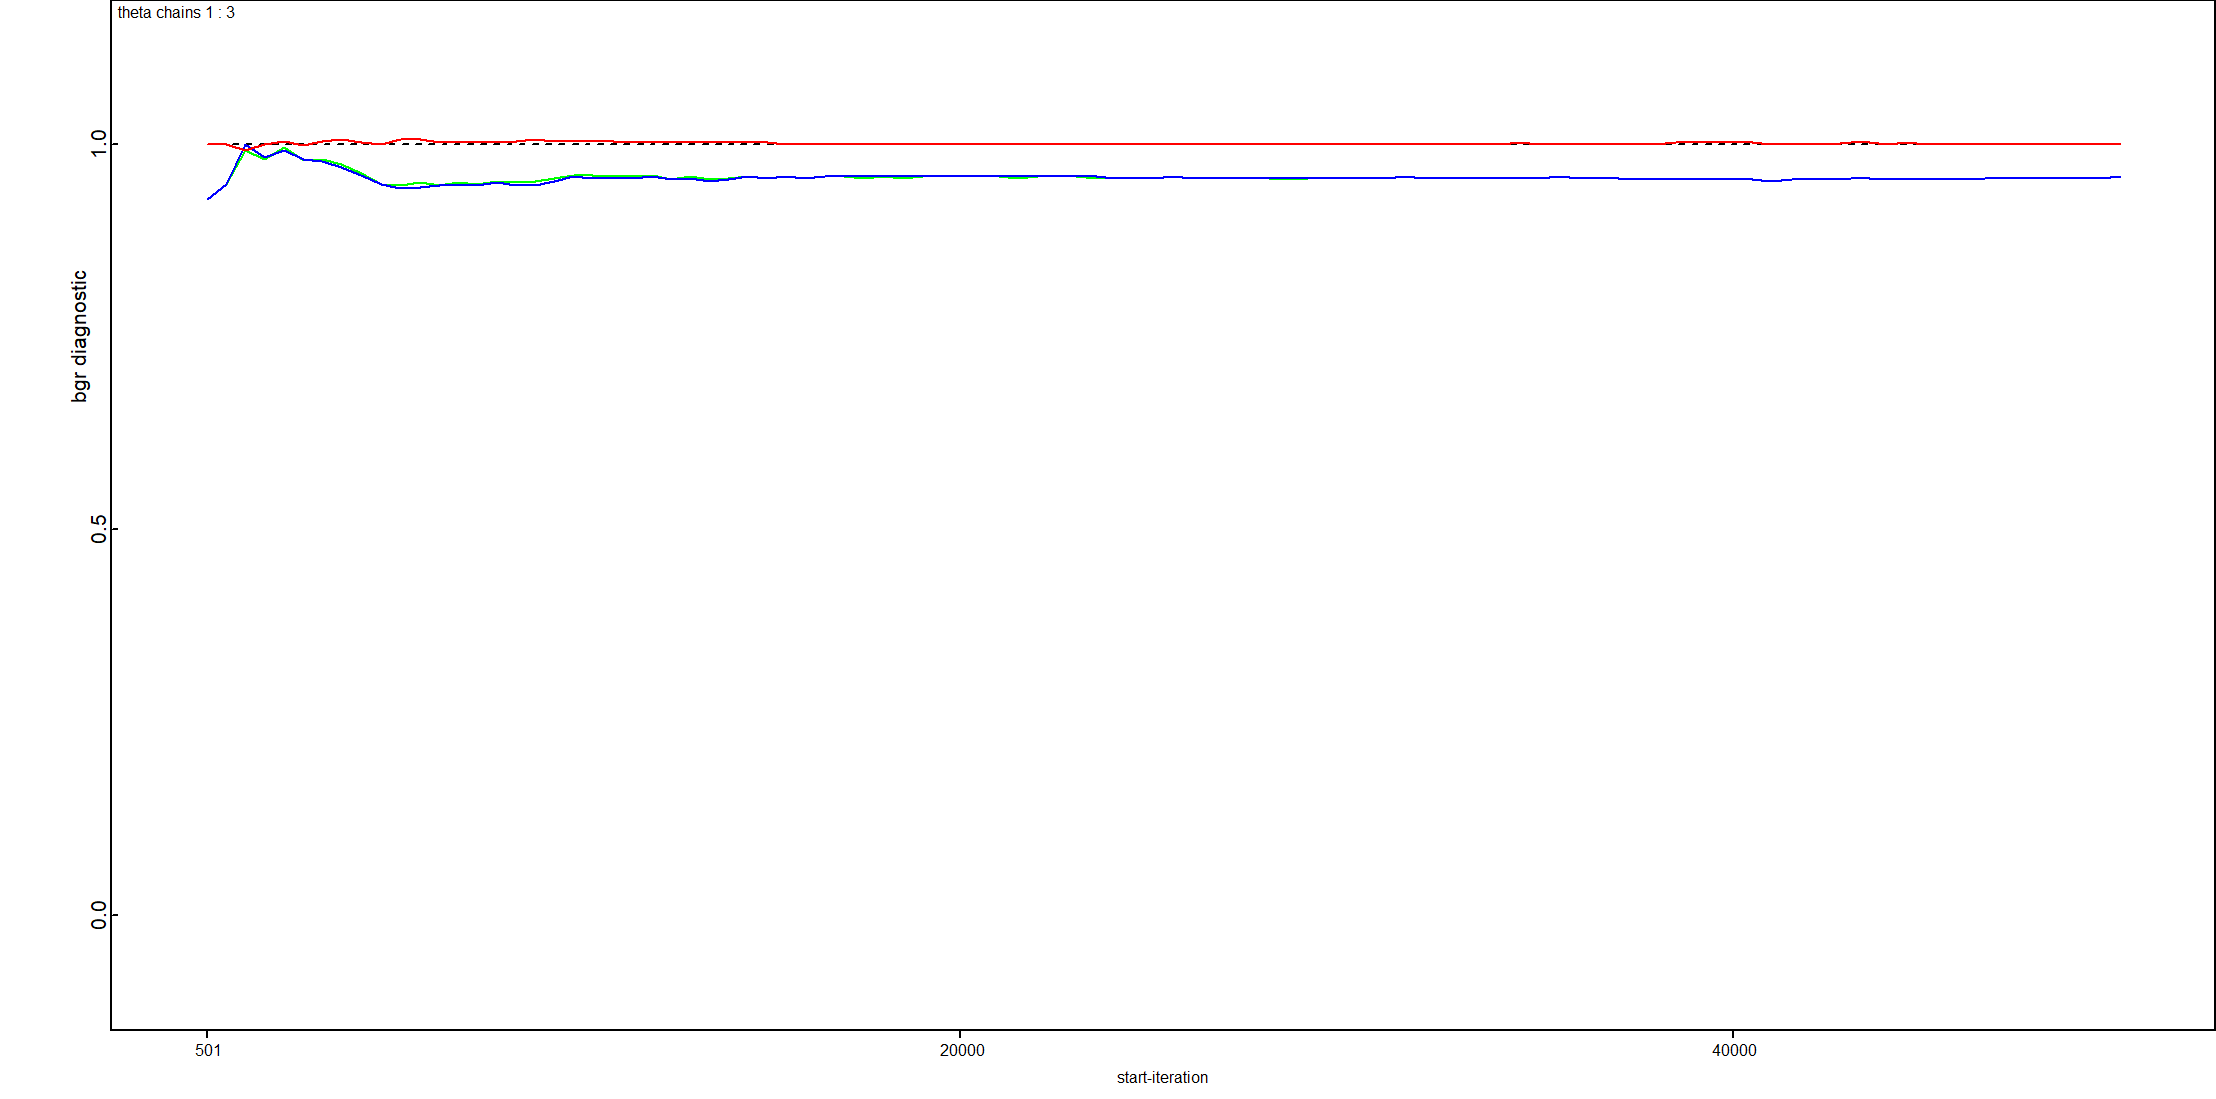 theta chains 1 : 3
1.0
bgr diagnostic
0.5
0.0
501
20000
40000
start-iteration